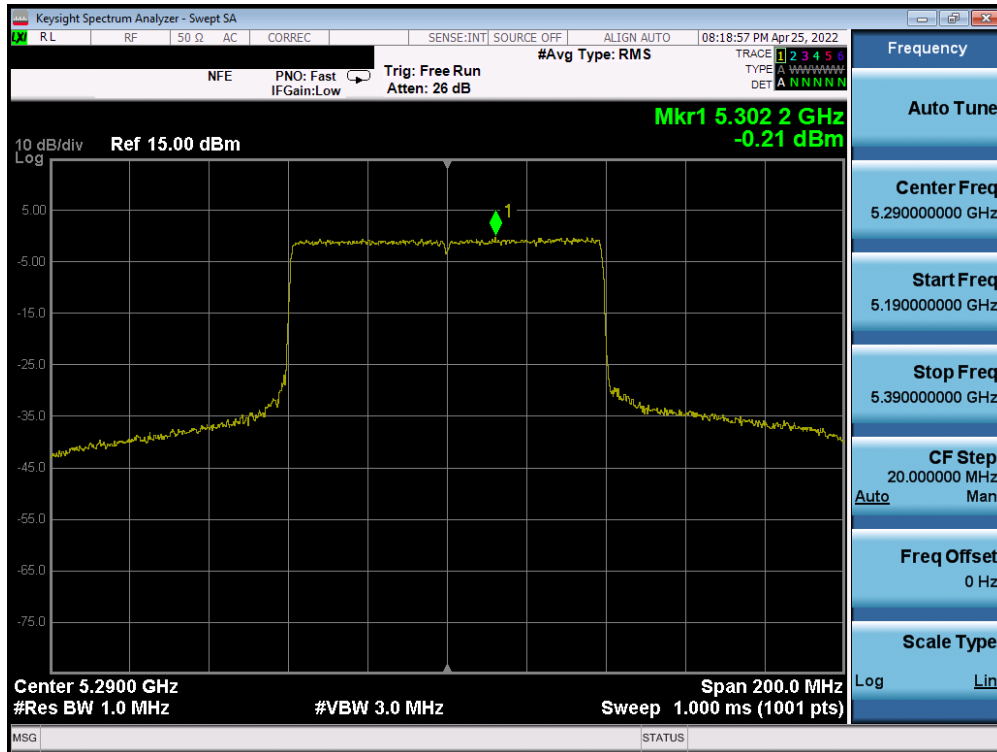 Keysight Spectrum Analyzer - Swept SA
LXI RL RF 50 Ω AC CORREC SENSE:INT SOURCE OFF ALIGN AUTO 08:18:57 PM Apr 25, 2022
#Avg Type: RMS
TRACE 1 2 3 4 5 6
TYPE A WWWWW
DET A N N N N N
NFE
PNO: Fast
IFGain:Low
Trig: Free Run
Atten: 26 dB
Mkr1 5.302 2 GHz
-0.21 dBm
10 dB/div
Log
Ref 15.00 dBm
1
5.00
-5.00
-15.0
-25.0
-35.0
-45.0
-55.0
-65.0
-75.0
Center 5.2900 GHz
Span 200.0 MHz
#Res BW 1.0 MHz
#VBW 3.0 MHz
Sweep 1.000 ms (1001 pts)
MSG
STATUS
Frequency
Auto Tune
Center Freq
5.290000000 GHz
Start Freq
5.190000000 GHz
Stop Freq
5.390000000 GHz
CF Step
20.000000 MHz
Auto Man
Freq Offset
0 Hz
Scale Type
Log Lin